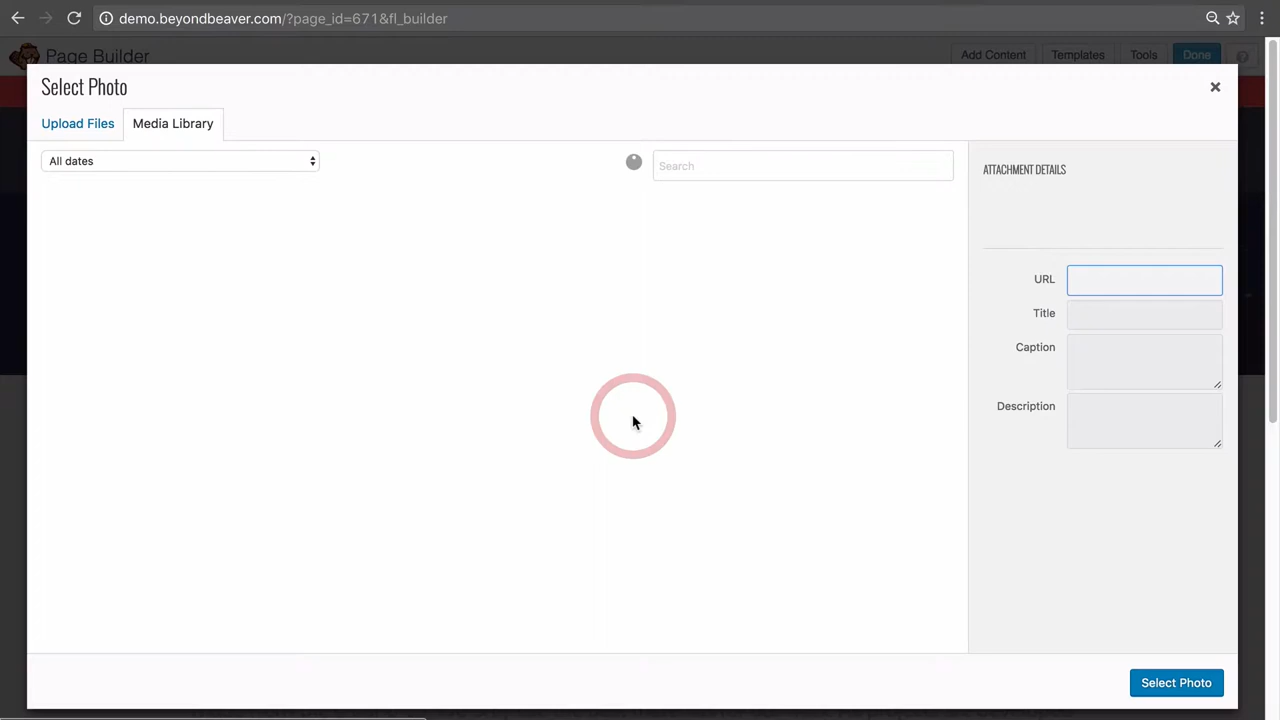 demo.beyondbeaver.com/?page_id=671&fl_builder
Page Builder
Add Content
Templates
Tools
Done
Select Photo
Upload Files
Media Library
All dates
Search
ATTACHMENT DETAILS
URL
Title
Caption
Description
Select Photo